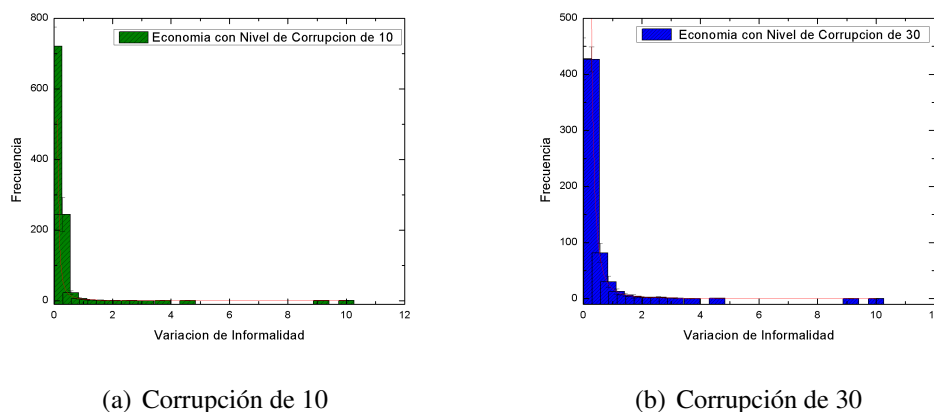 800
600
400
200
0
Frecuencia
Economia con Nivel de Corrupcion de 10
0 2 4 6 8 10 12
Variacion de Informalidad
(a) Corrupción de 10
500
400
300
200
100
0
Frecuencia
Economia con Nivel de Corrupcion de 30
0 2 4 6 8 10 12
Variacion de Informalidad
(b) Corrupción de 30